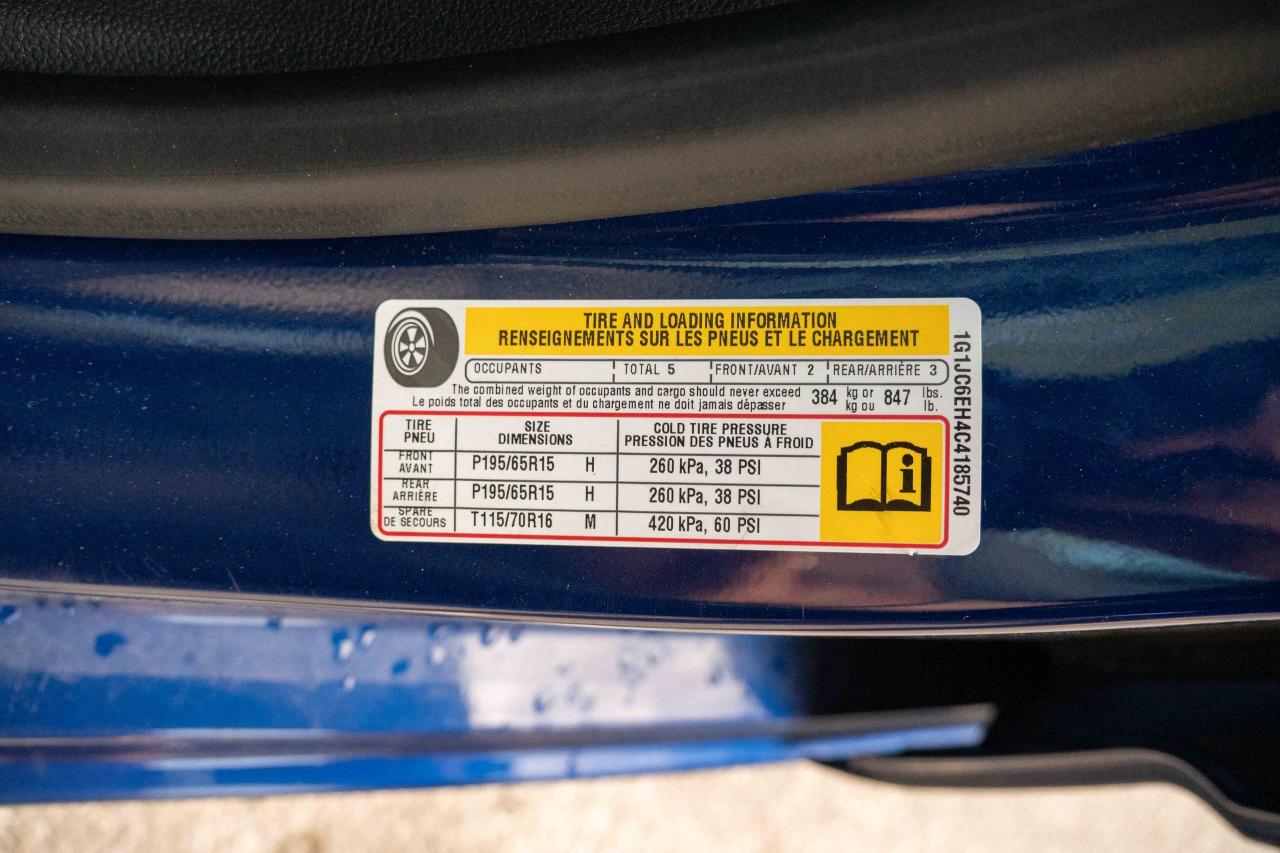 TIRE AND LOADING INFORMATION
RENSEIGNEMENTS SUR LES PNEUS ET LE CHARGEMENT
OCCUPANTS TOTAL 5 FRONT/AVANT 2 REAR/ARRIÈRE 3
The combined weight of occupants and cargo should never exceed 384 kg or 847 lbs.
Le poids total des occupants et du chargement ne doit jamais dépasser kg ou lb.
TIRE SIZE COLD TIRE PRESSURE
PNEU DIMENSIONS PRESSION DES PNEUS À FROID
FRONT
AVANT P195/65R15 H 260 kPa, 38 PSI
REAR
ARRIÈRE P195/65R15 H 260 kPa, 38 PSI
SPARE
DE SECOURS T115/70R16 M 420 kPa, 60 PSI
i
1G1JC6EH4C4185740